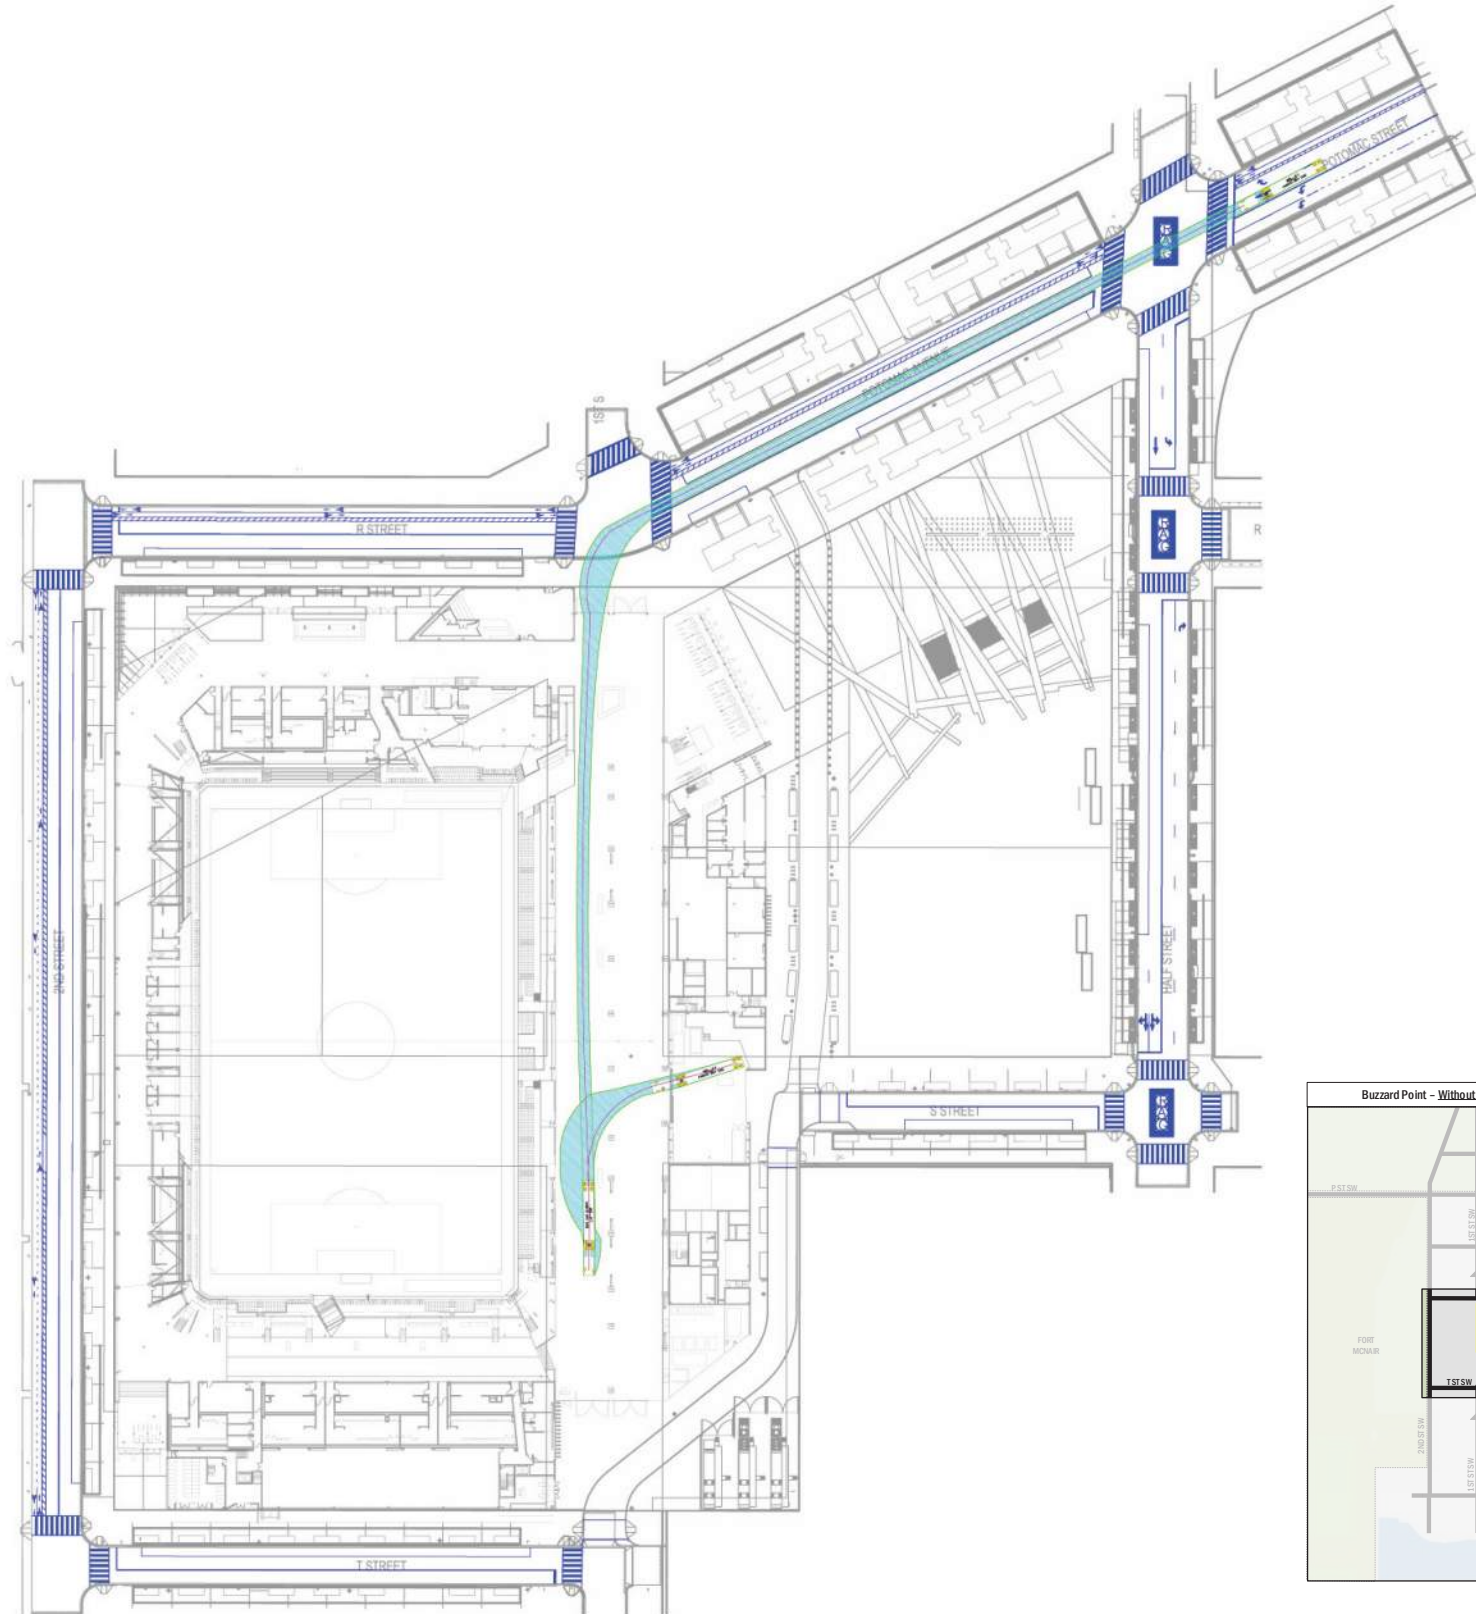 POTOMAC STREET
POTOMAC AVENUE
1ST S
R STREET
R
2ND STREET
HALF STREET
S STREET
T STREET
Buzzard Point – Without
P ST SW
1ST ST SW
FORT
MCNAIR
T ST SW
2ND ST SW
1ST ST SW